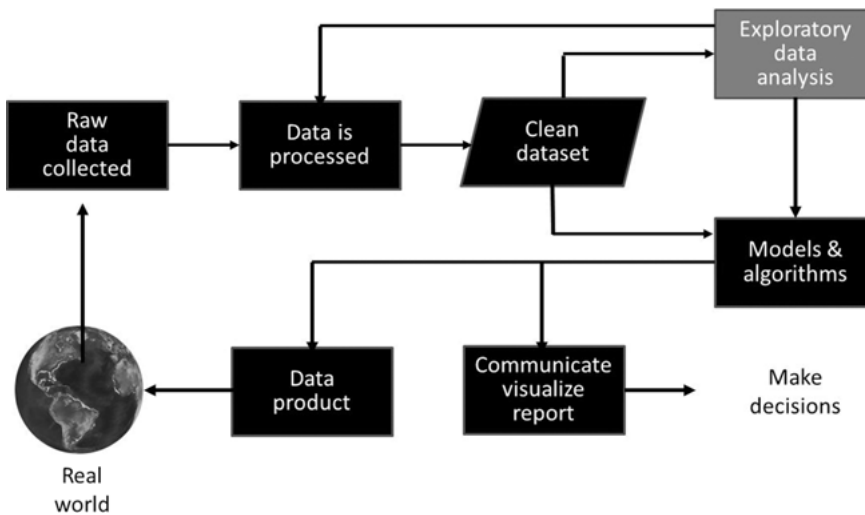 Exploratory
data
analysis
Raw
data
collected
Data is
processed
Clean
dataset
Models &
algorithms
Data
product
Communicate
visualize
report
Make
decisions
Real
world